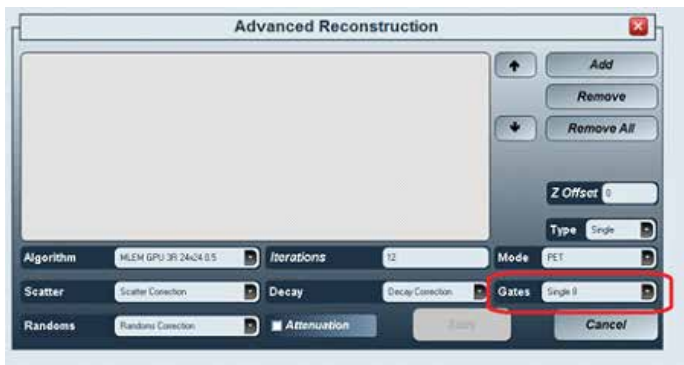 Advanced Reconstruction
Add
Remove
Remove All
Z Offset 0
Type Single
Algorithm MLEM GPU 3R 24x24 0.5 Iterations 12 Mode PET
Scatter Scatter Correction Decay Decay Correction Gates Single 8
Randoms Randoms Correction Attenuation Cancel